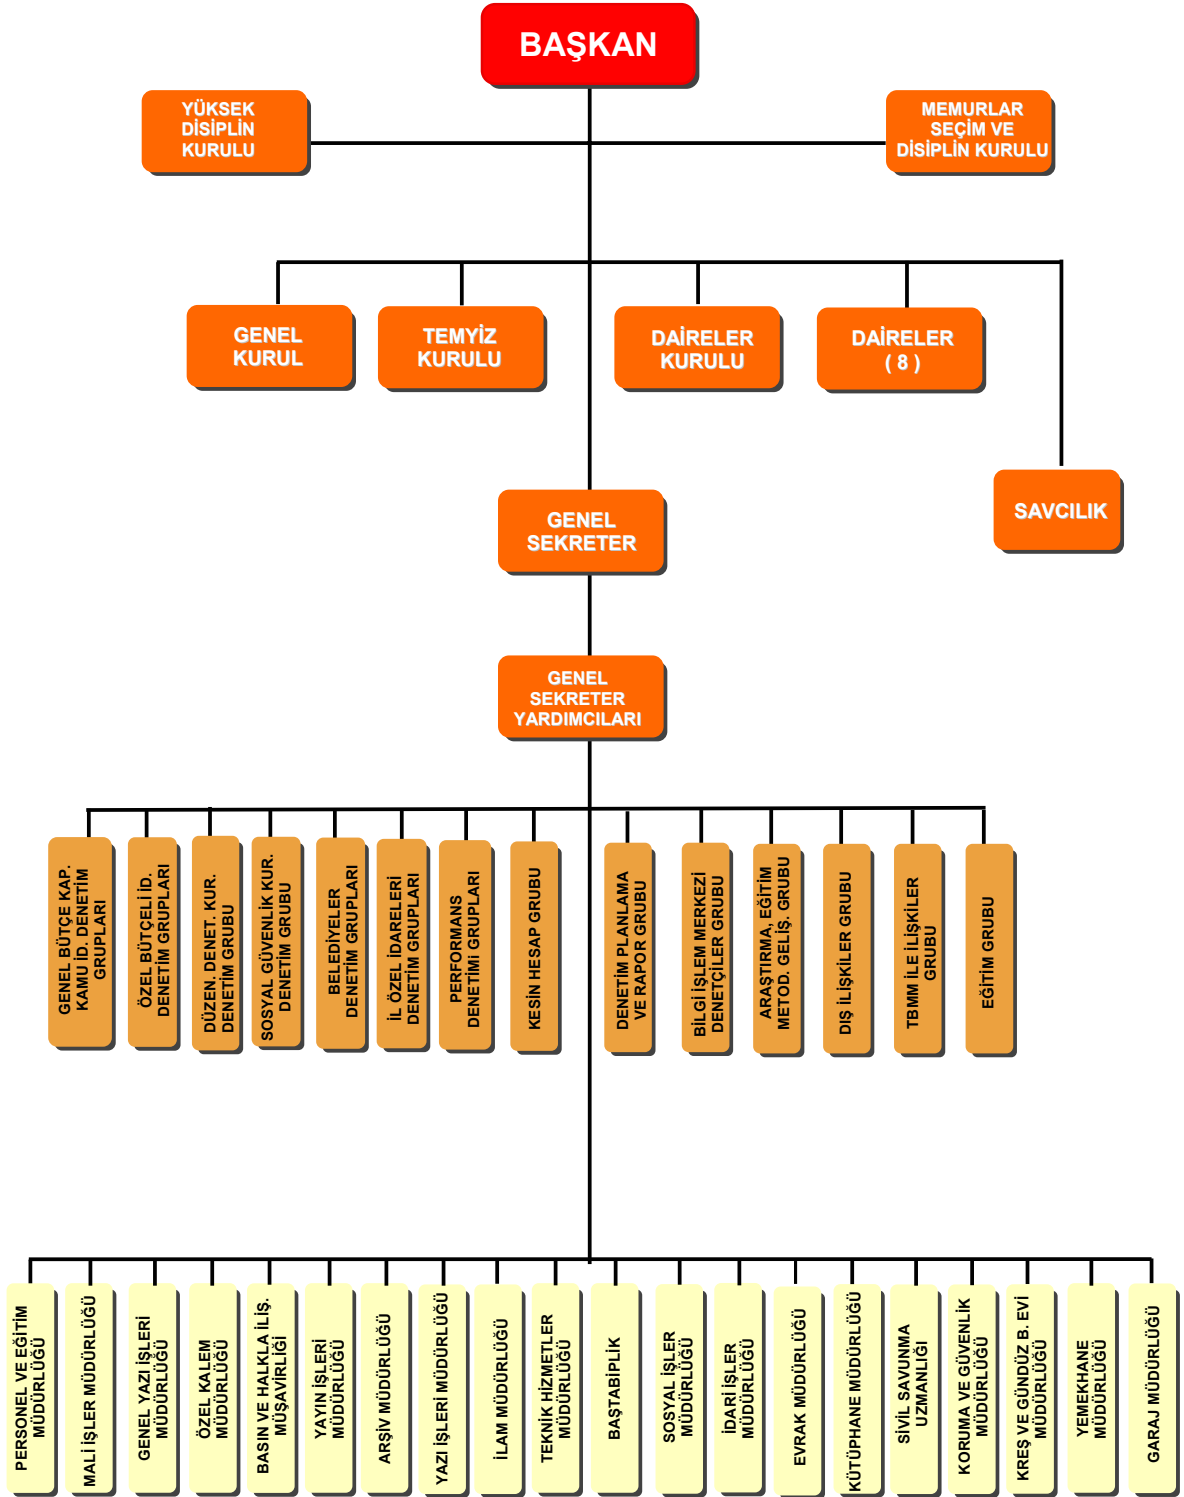 BAŞKAN
YÜKSEK
DİSİPLİN
KURULU
MEMURLAR
SEÇİM VE
DİSİPLİN KURULU
GENEL
KURUL
TEMYİZ
KURULU
DAİRELER
KURULU
DAİRELER
( 8 )
SAVCILIK
GENEL
SEKRETER
GENEL
SEKRETER
YARDIMCILARI
GENEL BÜTÇE KAP.
KAMU İD. DENETİM
GRUPLARI
ÖZEL BÜTÇELİ İD.
DENETİM GRUPLARI
DÜZEN. DENET. KUR.
DENETİM GRUBU
SOSYAL GÜVENLİK KUR.
DENETİM GRUBU
BELEDİYELER
DENETİM GRUPLARI
İL ÖZEL İDARELERİ
DENETİM GRUPLARI
PERFORMANS
DENETİMİ GRUPLARI
KESİN HESAP GRUBU
DENETİM PLANLAMA
VE RAPOR GRUBU
BİLGİ İŞLEM MERKEZİ
DENETÇİLER GRUBU
ARAŞTIRMA, EĞİTİM
METOD. GELİŞ. GRUBU
DIŞ İLİŞKİLER GRUBU
TBMM İLE İLİŞKİLER
GRUBU
EĞİTİM GRUBU
PERSONEL VE EĞİTİM
MÜDÜRLÜĞÜ
MALİ İŞLER MÜDÜRLÜĞÜ
GENEL YAZI İŞLERİ
MÜDÜRLÜĞÜ
ÖZEL KALEM
MÜDÜRLÜĞÜ
BASIN VE HALKLA İLİŞ.
MÜŞAVİRLİĞİ
YAYIN İŞLERİ
MÜDÜRLÜĞÜ
ARŞİV MÜDÜRLÜĞÜ
YAZI İŞLERİ MÜDÜRLÜĞÜ
İLAM MÜDÜRLÜĞÜ
TEKNİK HİZMETLER
MÜDÜRLÜĞÜ
BAŞTABİPLİK
SOSYAL İŞLER
MÜDÜRLÜĞÜ
İDARİ İŞLER
MÜDÜRLÜĞÜ
EVRAK MÜDÜRLÜĞÜ
KÜTÜPHANE MÜDÜRLÜĞÜ
SİVİL SAVUNMA
UZMANLIĞI
KORUMA VE GÜVENLİK
MÜDÜRLÜĞÜ
KREŞ VE GÜNDÜZ B. EVİ
MÜDÜRLÜĞÜ
YEMEKHANE
MÜDÜRLÜĞÜ
GARAJ MÜDÜRLÜĞÜ